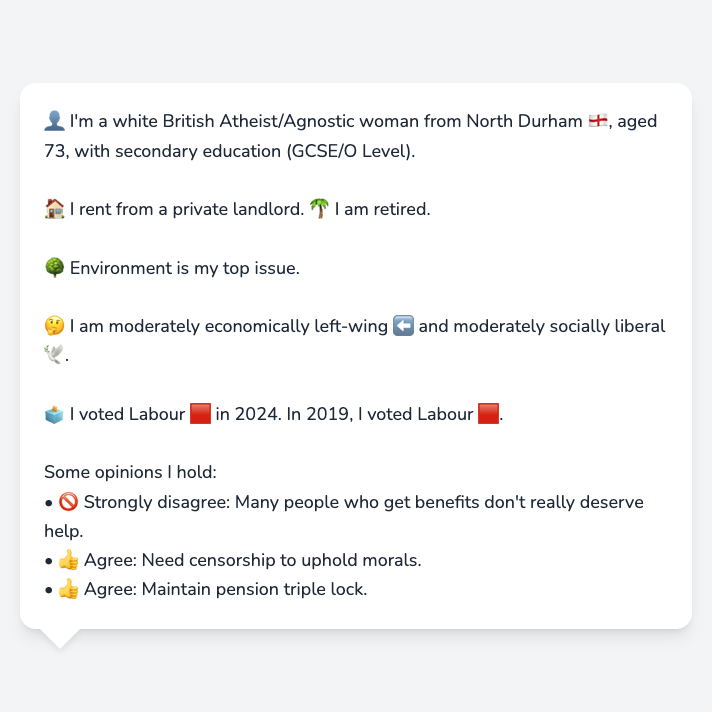 👤 I'm a white British Atheist/Agnostic woman from North Durham 🏴󠁧󠁢󠁥󠁮󠁧󠁿, aged
73, with secondary education (GCSE/O Level).
🏠 I rent from a private landlord. 🌴 I am retired.
🌳 Environment is my top issue.
🤔 I am moderately economically left-wing ⬅️ and moderately socially liberal
🕊️.
🗳️ I voted Labour 🟥 in 2024. In 2019, I voted Labour 🟥.
Some opinions I hold:
• 🚫 Strongly disagree: Many people who get benefits don't really deserve
help.
• 👍 Agree: Need censorship to uphold morals.
• 👍 Agree: Maintain pension triple lock.